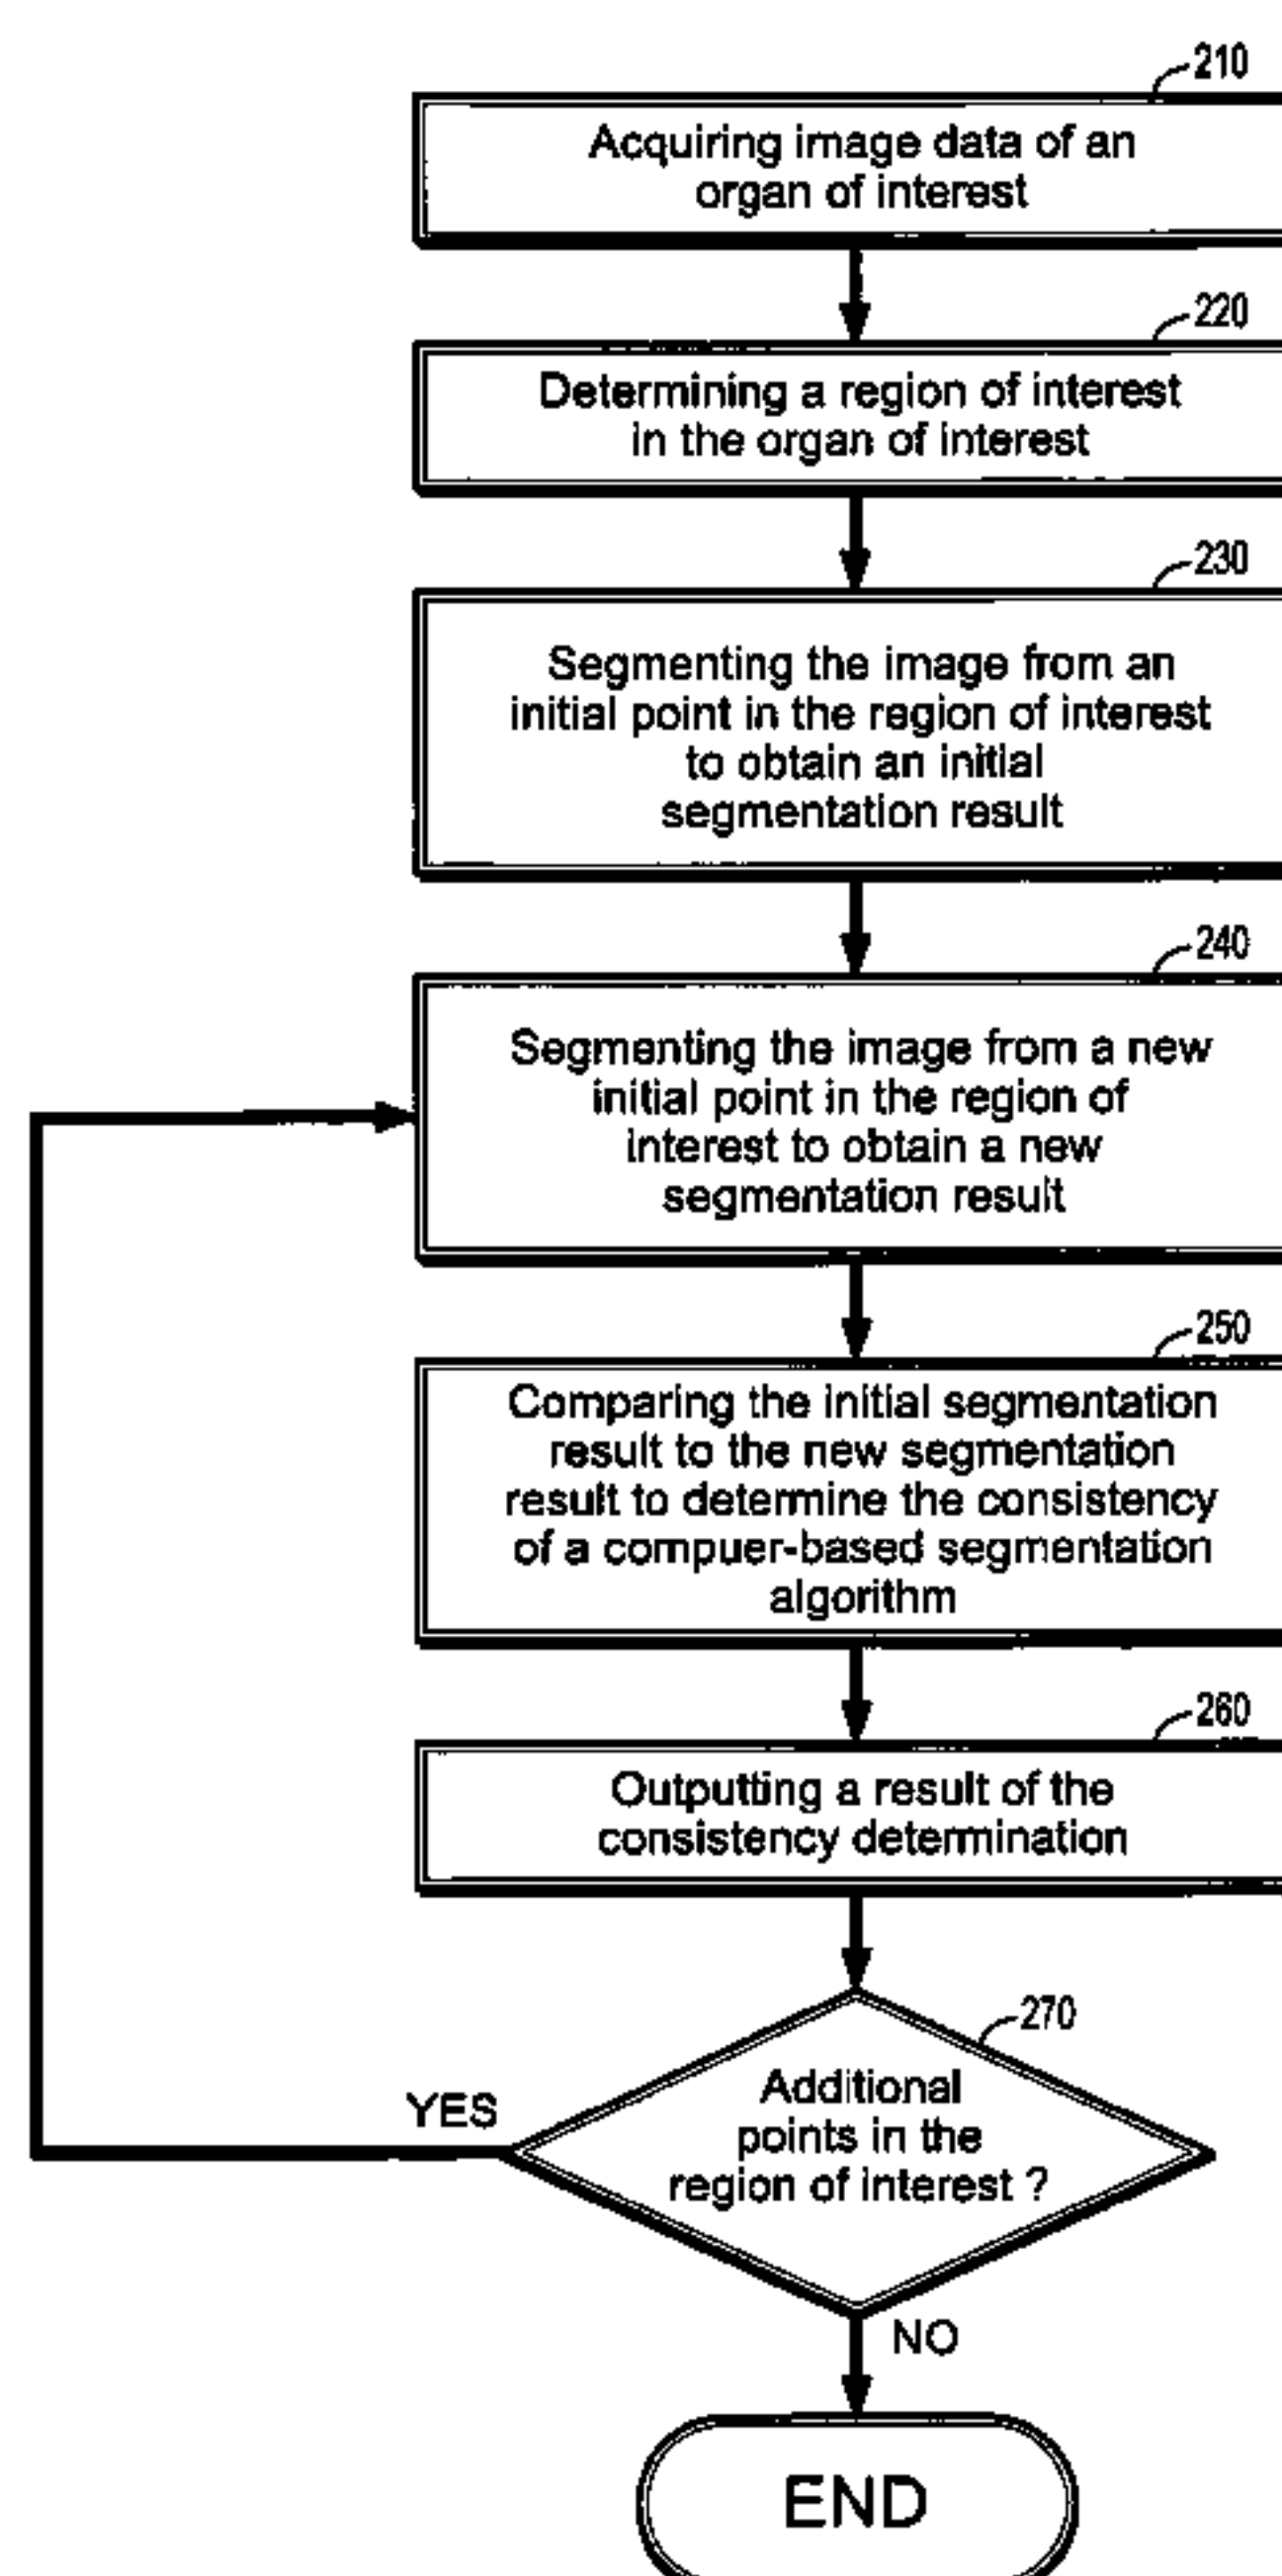 210
Acquiring image data of an
organ of interest
220
Determining a region of interest
in the organ of interest
230
Segmenting the image from an
initial point in the region of interest
to obtain an initial
segmentation result
240
Segmenting the image from a new
initial point in the region of
interest to obtain a new
segmentation result
250
Comparing the initial segmentation
result to the new segmentation
result to determine the consistency
of a compuer-based segmentation
algorithm
260
Outputting a result of the
consistency determination
270
Additional
points in the
region of interest ?
YES
NO
END